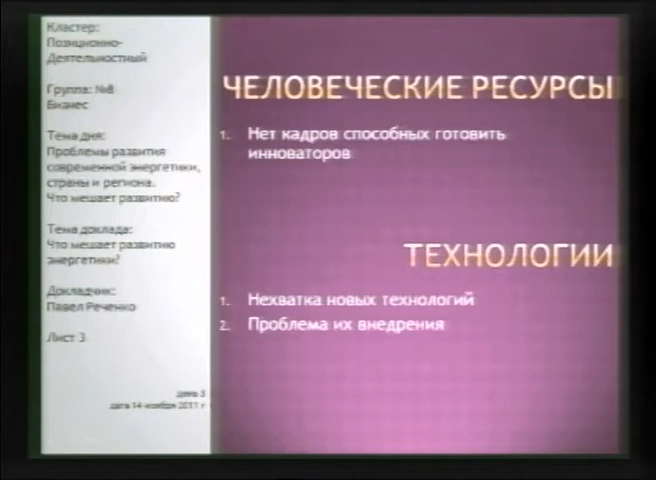 Кластер:
Позиционно-
Деятельностный
Группа: №8
Бизнес
Тема дня:
Проблемы развития
современной энергетики,
страны и региона.
Что мешает развитию?
Тема доклада:
Что мешает развитию
энергетики?
Докладчик:
Павел Реченко
Лист 3
день 3
дата 14 ноября 2011 г
ЧЕЛОВЕЧЕСКИЕ РЕСУРСЫ
1. Нет кадров способных готовить
инноваторов
ТЕХНОЛОГИИ
1. Нехватка новых технологий
2. Проблема их внедрения